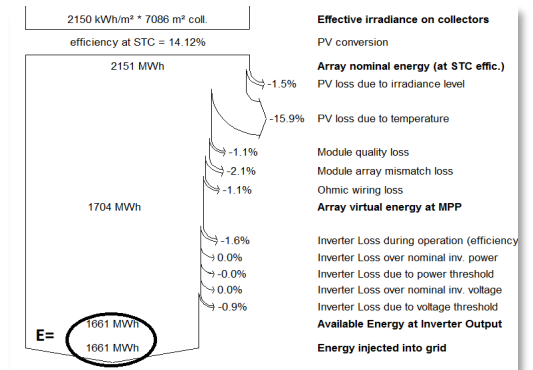 2150 kWh/m² * 7086 m² coll. Effective irradiance on collectors
efficiency at STC = 14.12% PV conversion
2151 MWh Array nominal energy (at STC effic.)
-1.5% PV loss due to irradiance level
-15.9% PV loss due to temperature
-1.1% Module quality loss
-2.1% Module array mismatch loss
-1.1% Ohmic wiring loss
1704 MWh Array virtual energy at MPP
-1.6% Inverter Loss during operation (efficiency
0.0% Inverter Loss over nominal inv. power
-0.0% Inverter Loss due to power threshold
0.0% Inverter Loss over nominal inv. voltage
-0.9% Inverter Loss due to voltage threshold
1661 MWh Available Energy at Inverter Output
E=
1661 MWh Energy injected into grid